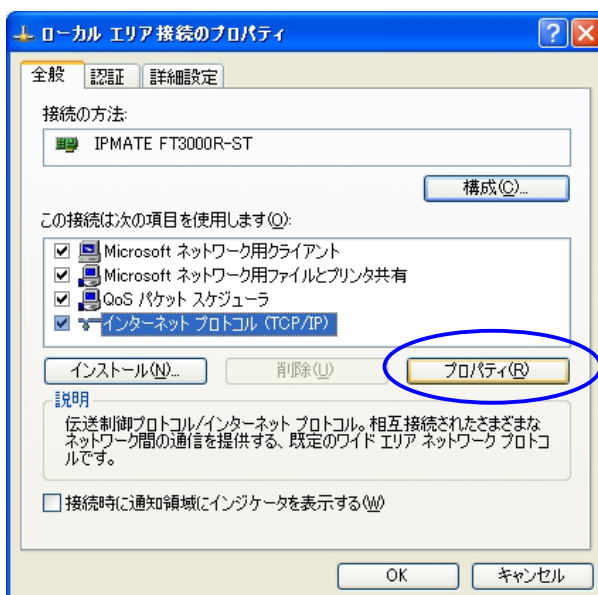 ローカル エリア接続のプロパティ
全般 認証 詳細設定
接続の方法:
IPMATE FT3000R-ST
構成(C)...
この接続は次の項目を使用します(O):
Microsoft ネットワーク用クライアント
Microsoft ネットワーク用ファイルとプリンタ共有
QoS パケット スケジューラ
インターネット プロトコル (TCP/IP)
インストール(N)... 削除(U) プロパティ(R)
説明
伝送制御プロトコル/インターネット プロトコル。相互接続されたさまざまな
ネットワーク間の通信を提供する、既定のワイド エリア ネットワーク プロトコ
ルです。
接続時に通知領域にインジケータを表示する(W)
OK キャンセル